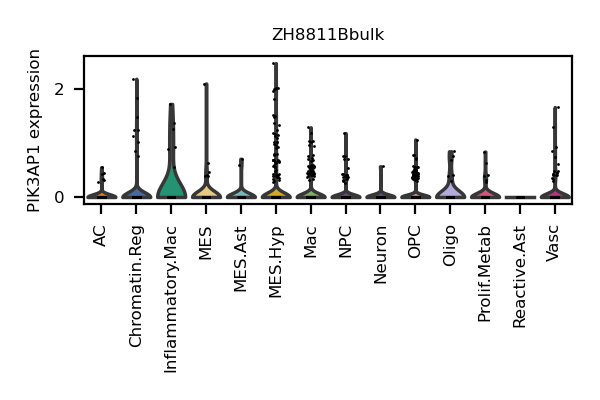 ZH8811Bbulk
PIK3AP1 expression
2
0
AC
Chromatin.Reg
Inflammatory.Mac
MES
MES.Ast
MES.Hyp
Mac
NPC
Neuron
OPC
Oligo
Prolif.Metab
Reactive.Ast
Vasc